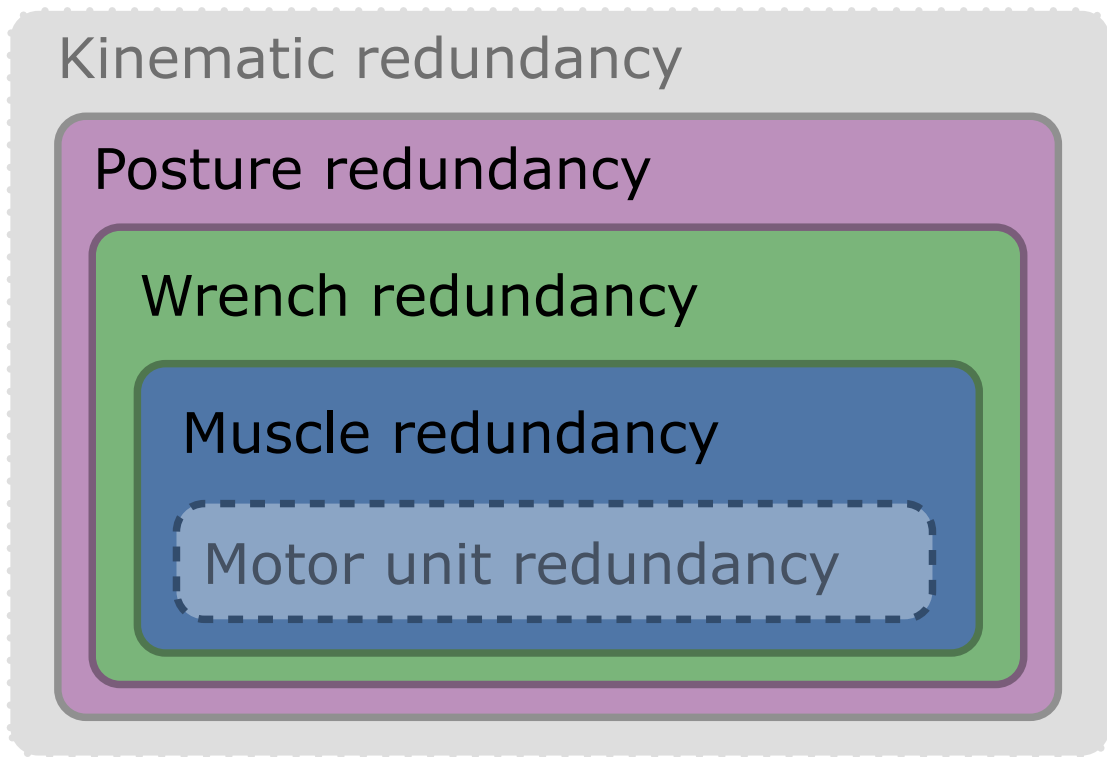 Kinematic redundancy
Posture redundancy
Wrench redundancy
Muscle redundancy
Motor unit redundancy